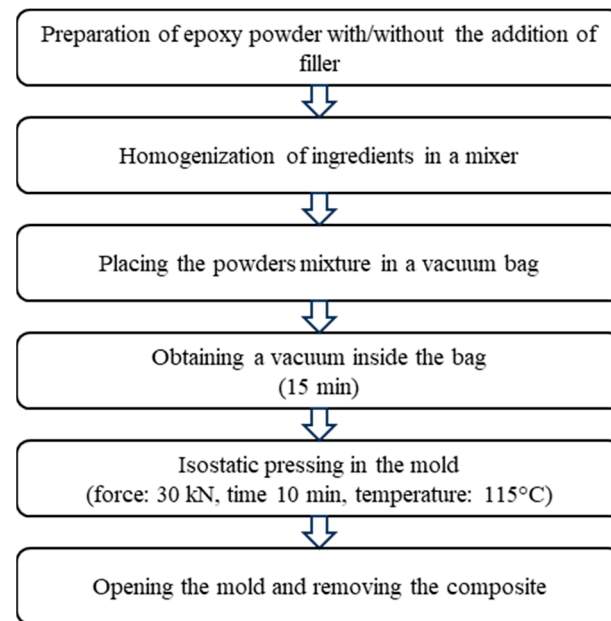 Preparation of epoxy powder with/without the addition of
filler
Homogenization of ingredients in a mixer
Placing the powders mixture in a vacuum bag
Obtaining a vacuum inside the bag
(15 min)
Isostatic pressing in the mold
(force: 30 kN, time 10 min, temperature: 115°C)
Opening the mold and removing the composite